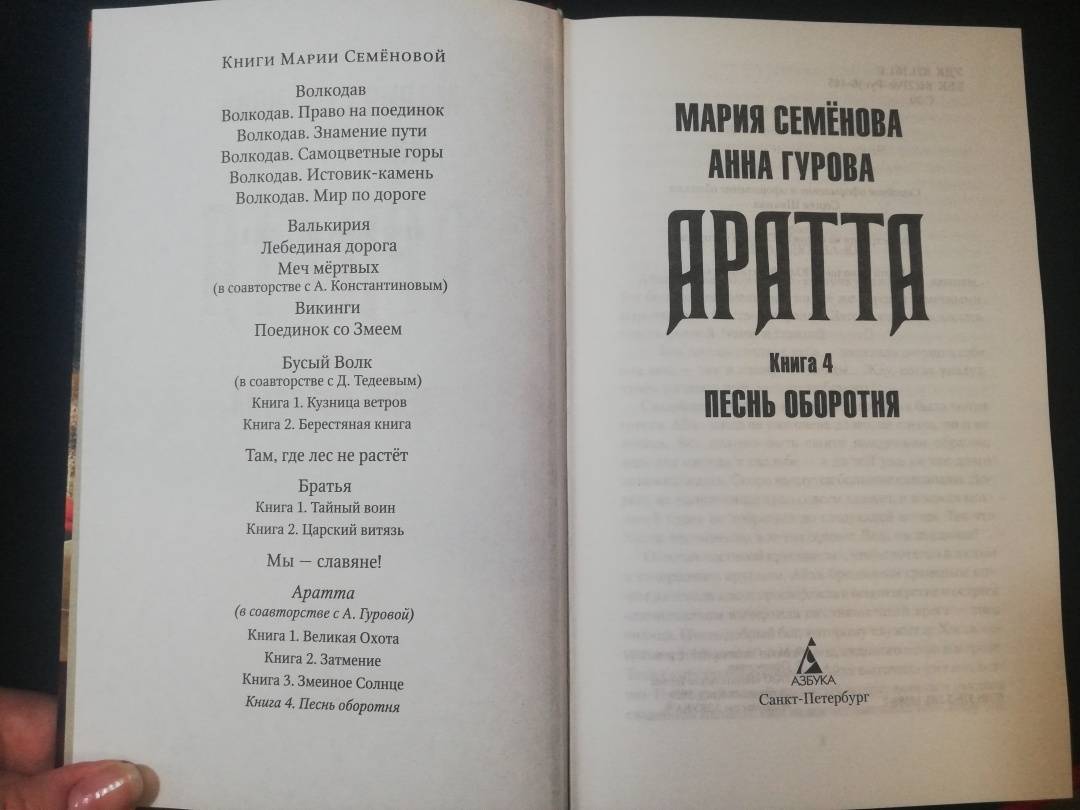 Книги Марии Семёновой
Волкодав
Волкодав. Право на поединок
Волкодав. Знамение пути
Волкодав. Самоцветные горы
Волкодав. Истовик-камень
Волкодав. Мир по дороге
Валькирия
Лебединая дорога
Меч мёртвых
(в соавторстве с А. Константиновым)
Викинги
Поединок со Змеем
Бусый Волк
(в соавторстве с Д. Тедеевым)
Книга 1. Кузница ветров
Книга 2. Берестяная книга
Там, где лес не растёт
Братья
Книга 1. Тайный воин
Книга 2. Царский витязь
Мы — славяне!
Аратта
(в соавторстве с А. Гуровой)
Книга 1. Великая Охота
Книга 2. Затмение
Книга 3. Змеиное Солнце
Книга 4. Песнь оборотня
МАРИЯ СЕМЁНОВА
АННА ГУРОВА
АРАТТА
Книга 4
ПЕСНЬ ОБОРОТНЯ
АЗБУКА
Санкт-Петербург